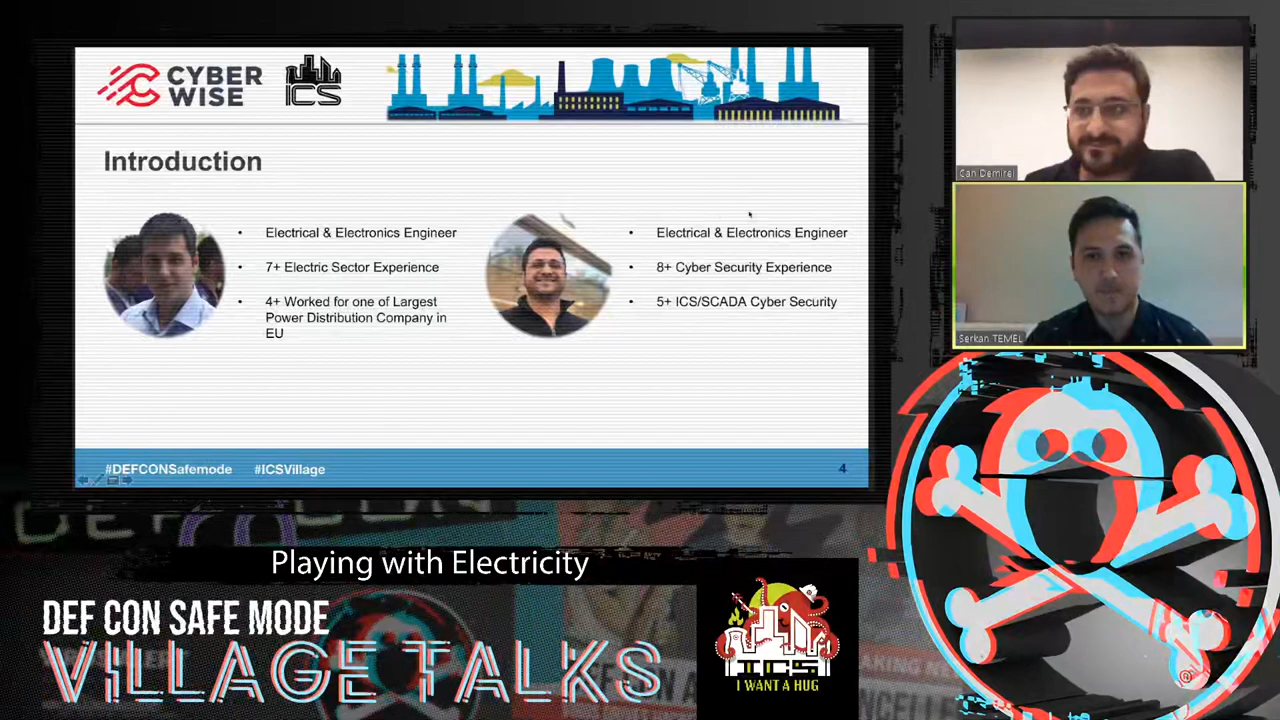 CYBER
WISE
ICS
Introduction
• Electrical & Electronics Engineer
• 7+ Electric Sector Experience
• 4+ Worked for one of Largest
Power Distribution Company in
EU
• Electrical & Electronics Engineer
• 8+ Cyber Security Experience
• 5+ ICS/SCADA Cyber Security
#DEFCONSafemode #ICSVillage
4
Can Demirel
Serkan TEMEL
DEF CON
Playing with Electricity
DEF CON SAFE MODE
VILLAGE TALKS
ICS
I WANT A HUG